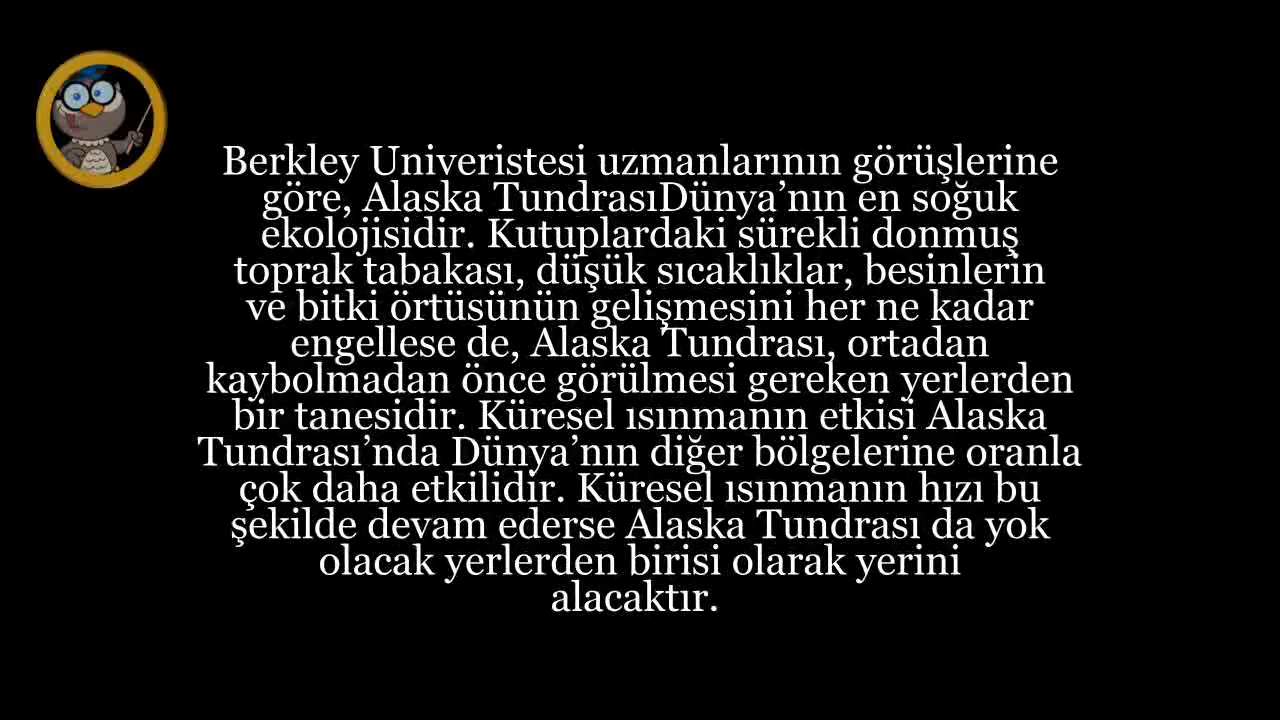 Berkley Univeristesi uzmanlarının görüşlerine
göre, Alaska TundrasıDünya’nın en soğuk
ekolojisidir. Kutuplardaki sürekli donmuş
toprak tabakası, düşük sıcaklıklar, besinlerin
ve bitki örtüsünün gelişmesini her ne kadar
engellese de, Alaska Tundrası, ortadan
kaybolmadan önce görülmesi gereken yerlerden
bir tanesidir. Küresel ısınmanın etkisi Alaska
Tundrası’nda Dünya’nın diğer bölgelerine oranla
çok daha etkilidir. Küresel ısınmanın hızı bu
şekilde devam ederse Alaska Tundrası da yok
olacak yerlerden birisi olarak yerini
alacaktır.